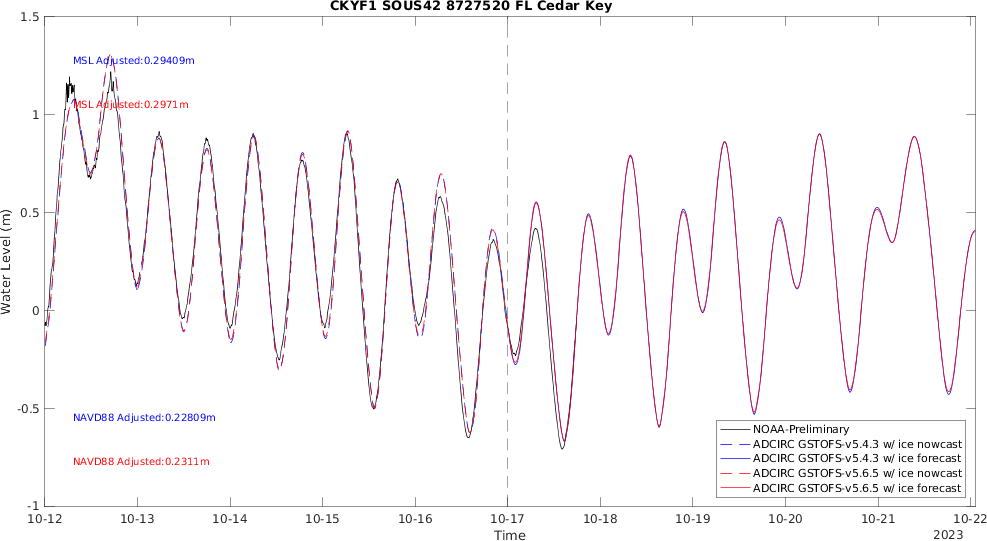 CKYF1 SOUS42 8727520 FL Cedar Key
1.5
1
0.5
0
-0.5
-1
Water Level (m)
MSL Adjusted:0.29409m
MSL Adjusted:0.2971m
NAVD88 Adjusted:0.22809m
NAVD88 Adjusted:0.2311m
NOAA-Preliminary
ADCIRC GSTOFS-v5.4.3 w/ ice nowcast
ADCIRC GSTOFS-v5.4.3 w/ ice forecast
ADCIRC GSTOFS-v5.6.5 w/ ice nowcast
ADCIRC GSTOFS-v5.6.5 w/ ice forecast
10-12 10-13 10-14 10-15 10-16 10-17 10-18 10-19 10-20 10-21 10-22
Time
2023